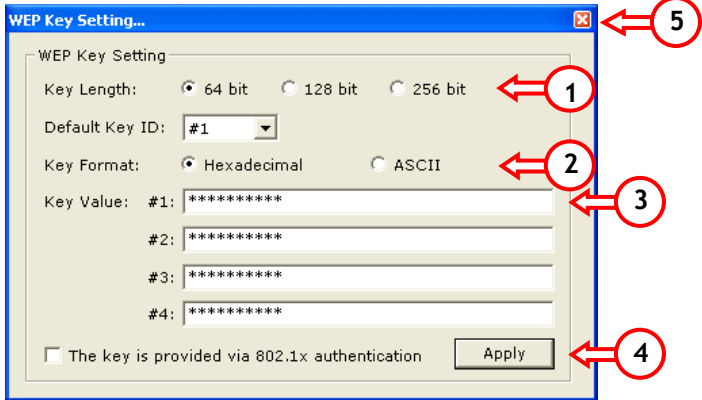 WEP Key Setting...
5
WEP Key Setting
Key Length: 64 bit 128 bit 256 bit
1
Default Key ID: #1
Key Format: Hexadecimal ASCII
2
Key Value: #1: **********
3
#2: **********
#3: **********
#4: **********
The key is provided via 802.1x authentication Apply
4